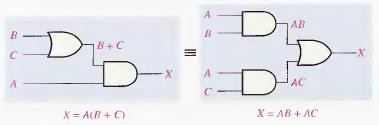 B
C
B + C
A
X
X = A(B + C)
≡
A
B
AB
X
A
C
AC
X = AB + AC